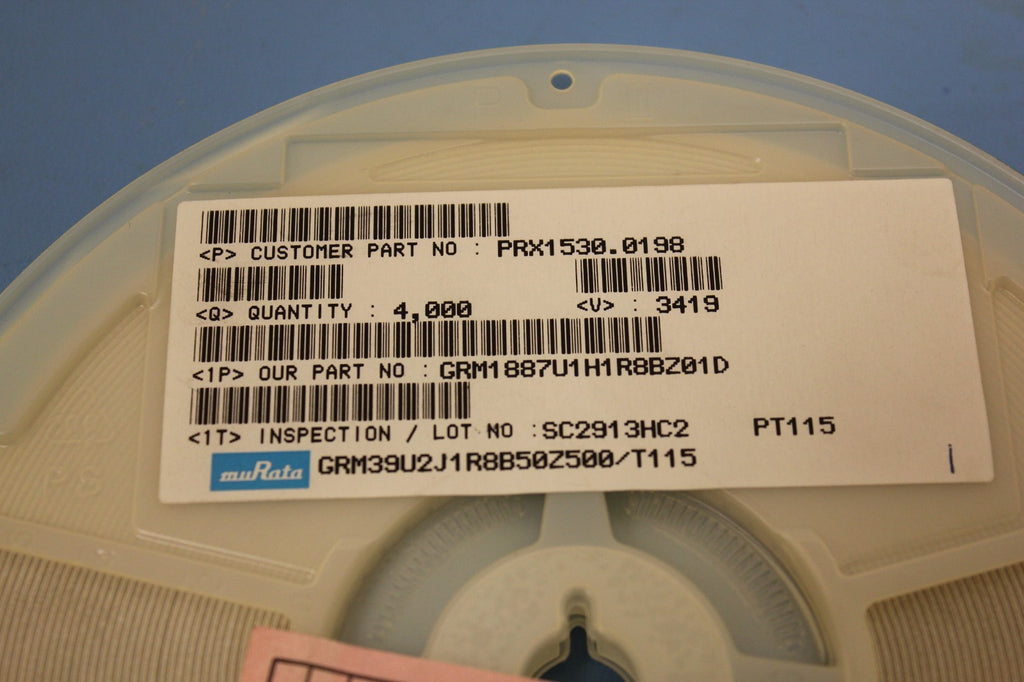 <P> CUSTOMER PART NO : PRX1530.0198
<Q> QUANTITY : 4,000 <V> : 3419
<1P> OUR PART NO : GRM1887U1H1R8BZ01D
<1T> INSPECTION / LOT NO :SC2913HC2 PT115
muRata GRM39U2J1R8B50Z500/T115